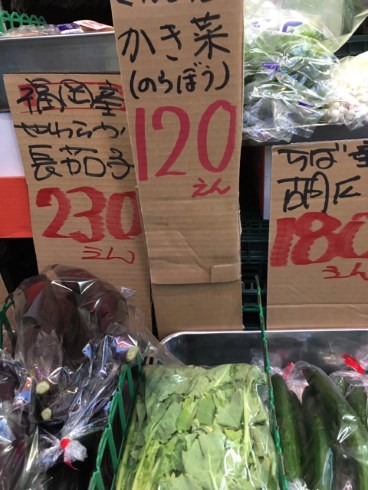 かき菜
(のらぼう)
120
えん
福岡産
やわらか
長茄子
230
えん
ちば産
胡瓜
180
えん